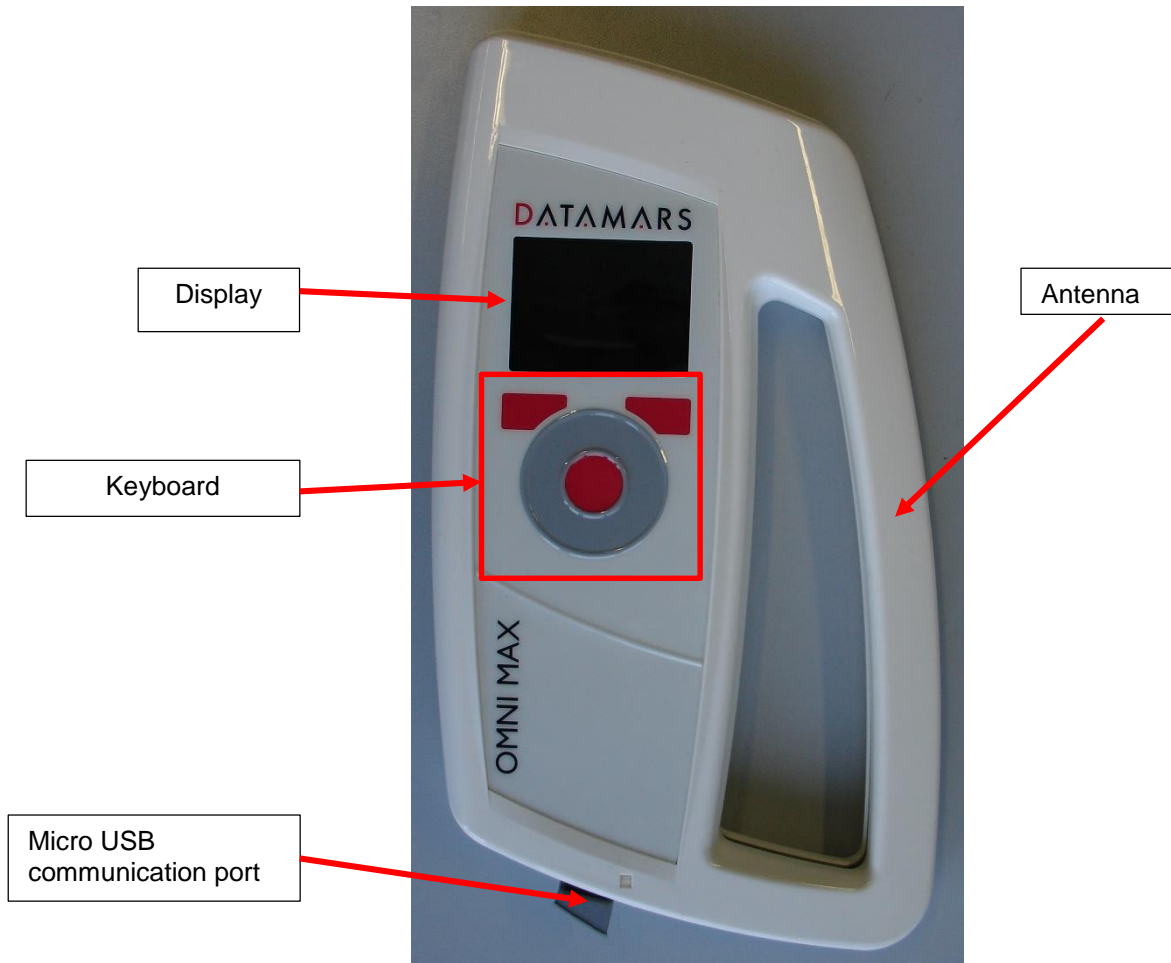 DATAMARS
Display
Antenna
Keyboard
OMNI MAX
Micro USB
communication port